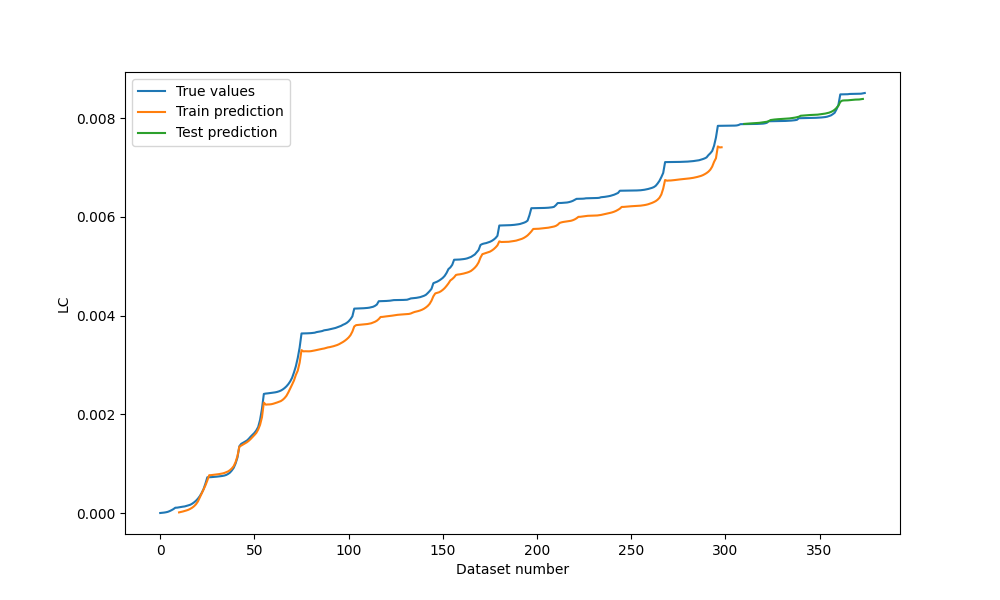 True values
Train prediction
Test prediction
0.008
0.006
0.004
0.002
0.000
LC
0 50 100 150 200 250 300 350
Dataset number